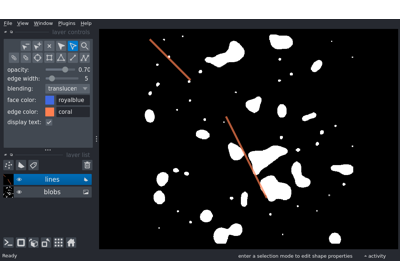 File View Window Plugins Help
layer controls
opacity: 0.70
edge width: 5
blending: translucer
face color: royalblue
edge color: coral
display text:
layer list
lines
blobs
Ready enter a selection mode to edit shape properties activity